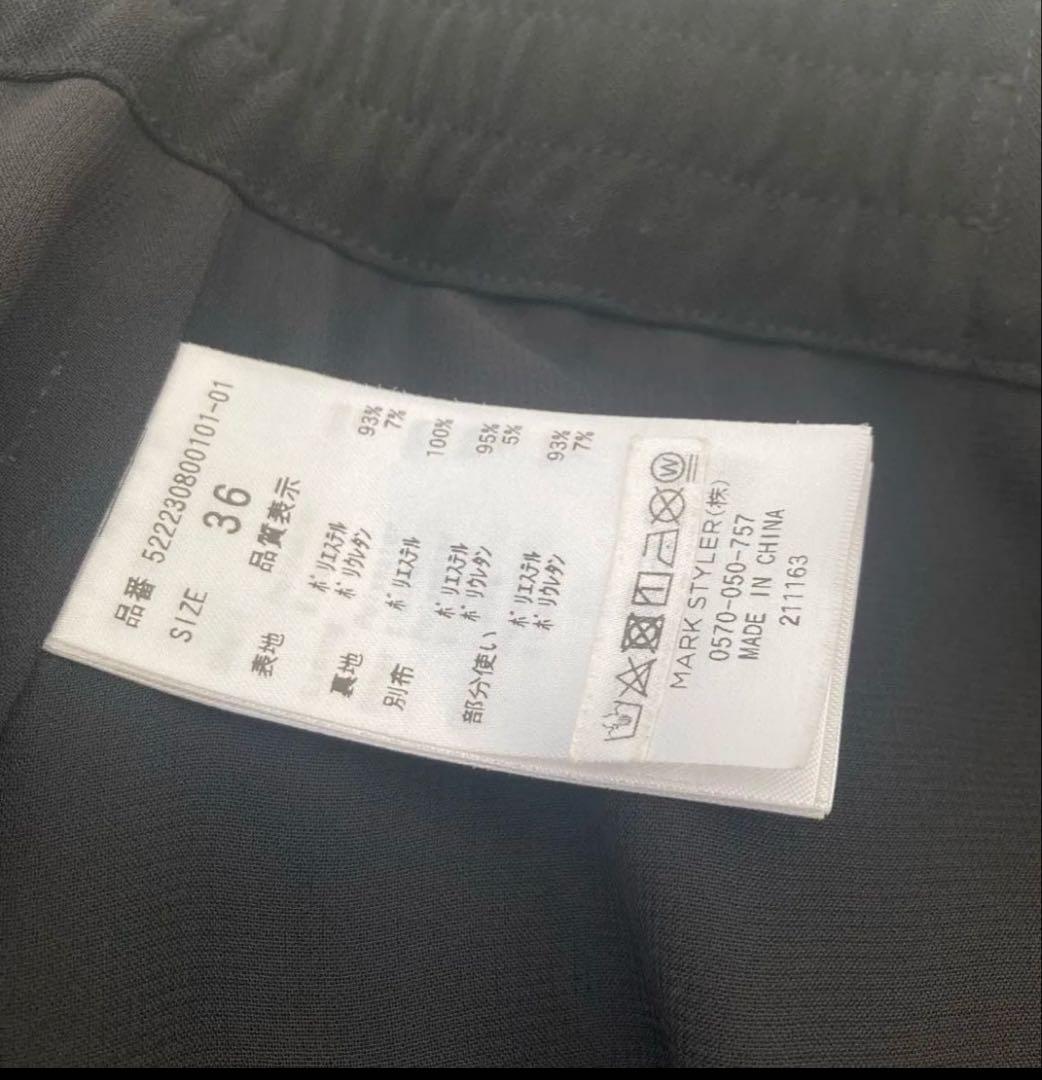 品番 5222308001​01-01
SIZE 36
品質表示
表地 ﾎﾟﾘｴｽﾃﾙ 93%
ﾎﾟﾘｳﾚﾀﾝ 7%
裏地 ﾎﾟﾘｴｽﾃﾙ 100%
別布 ﾎﾟﾘｴｽﾃﾙ 95%
ﾎﾟﾘｳﾚﾀﾝ 5%
部分使い ﾎﾟﾘｴｽﾃﾙ 93%
ﾎﾟﾘｳﾚﾀﾝ 7%
W
MARK STYLER(株)
0570-050-757
MADE IN CHINA
211163